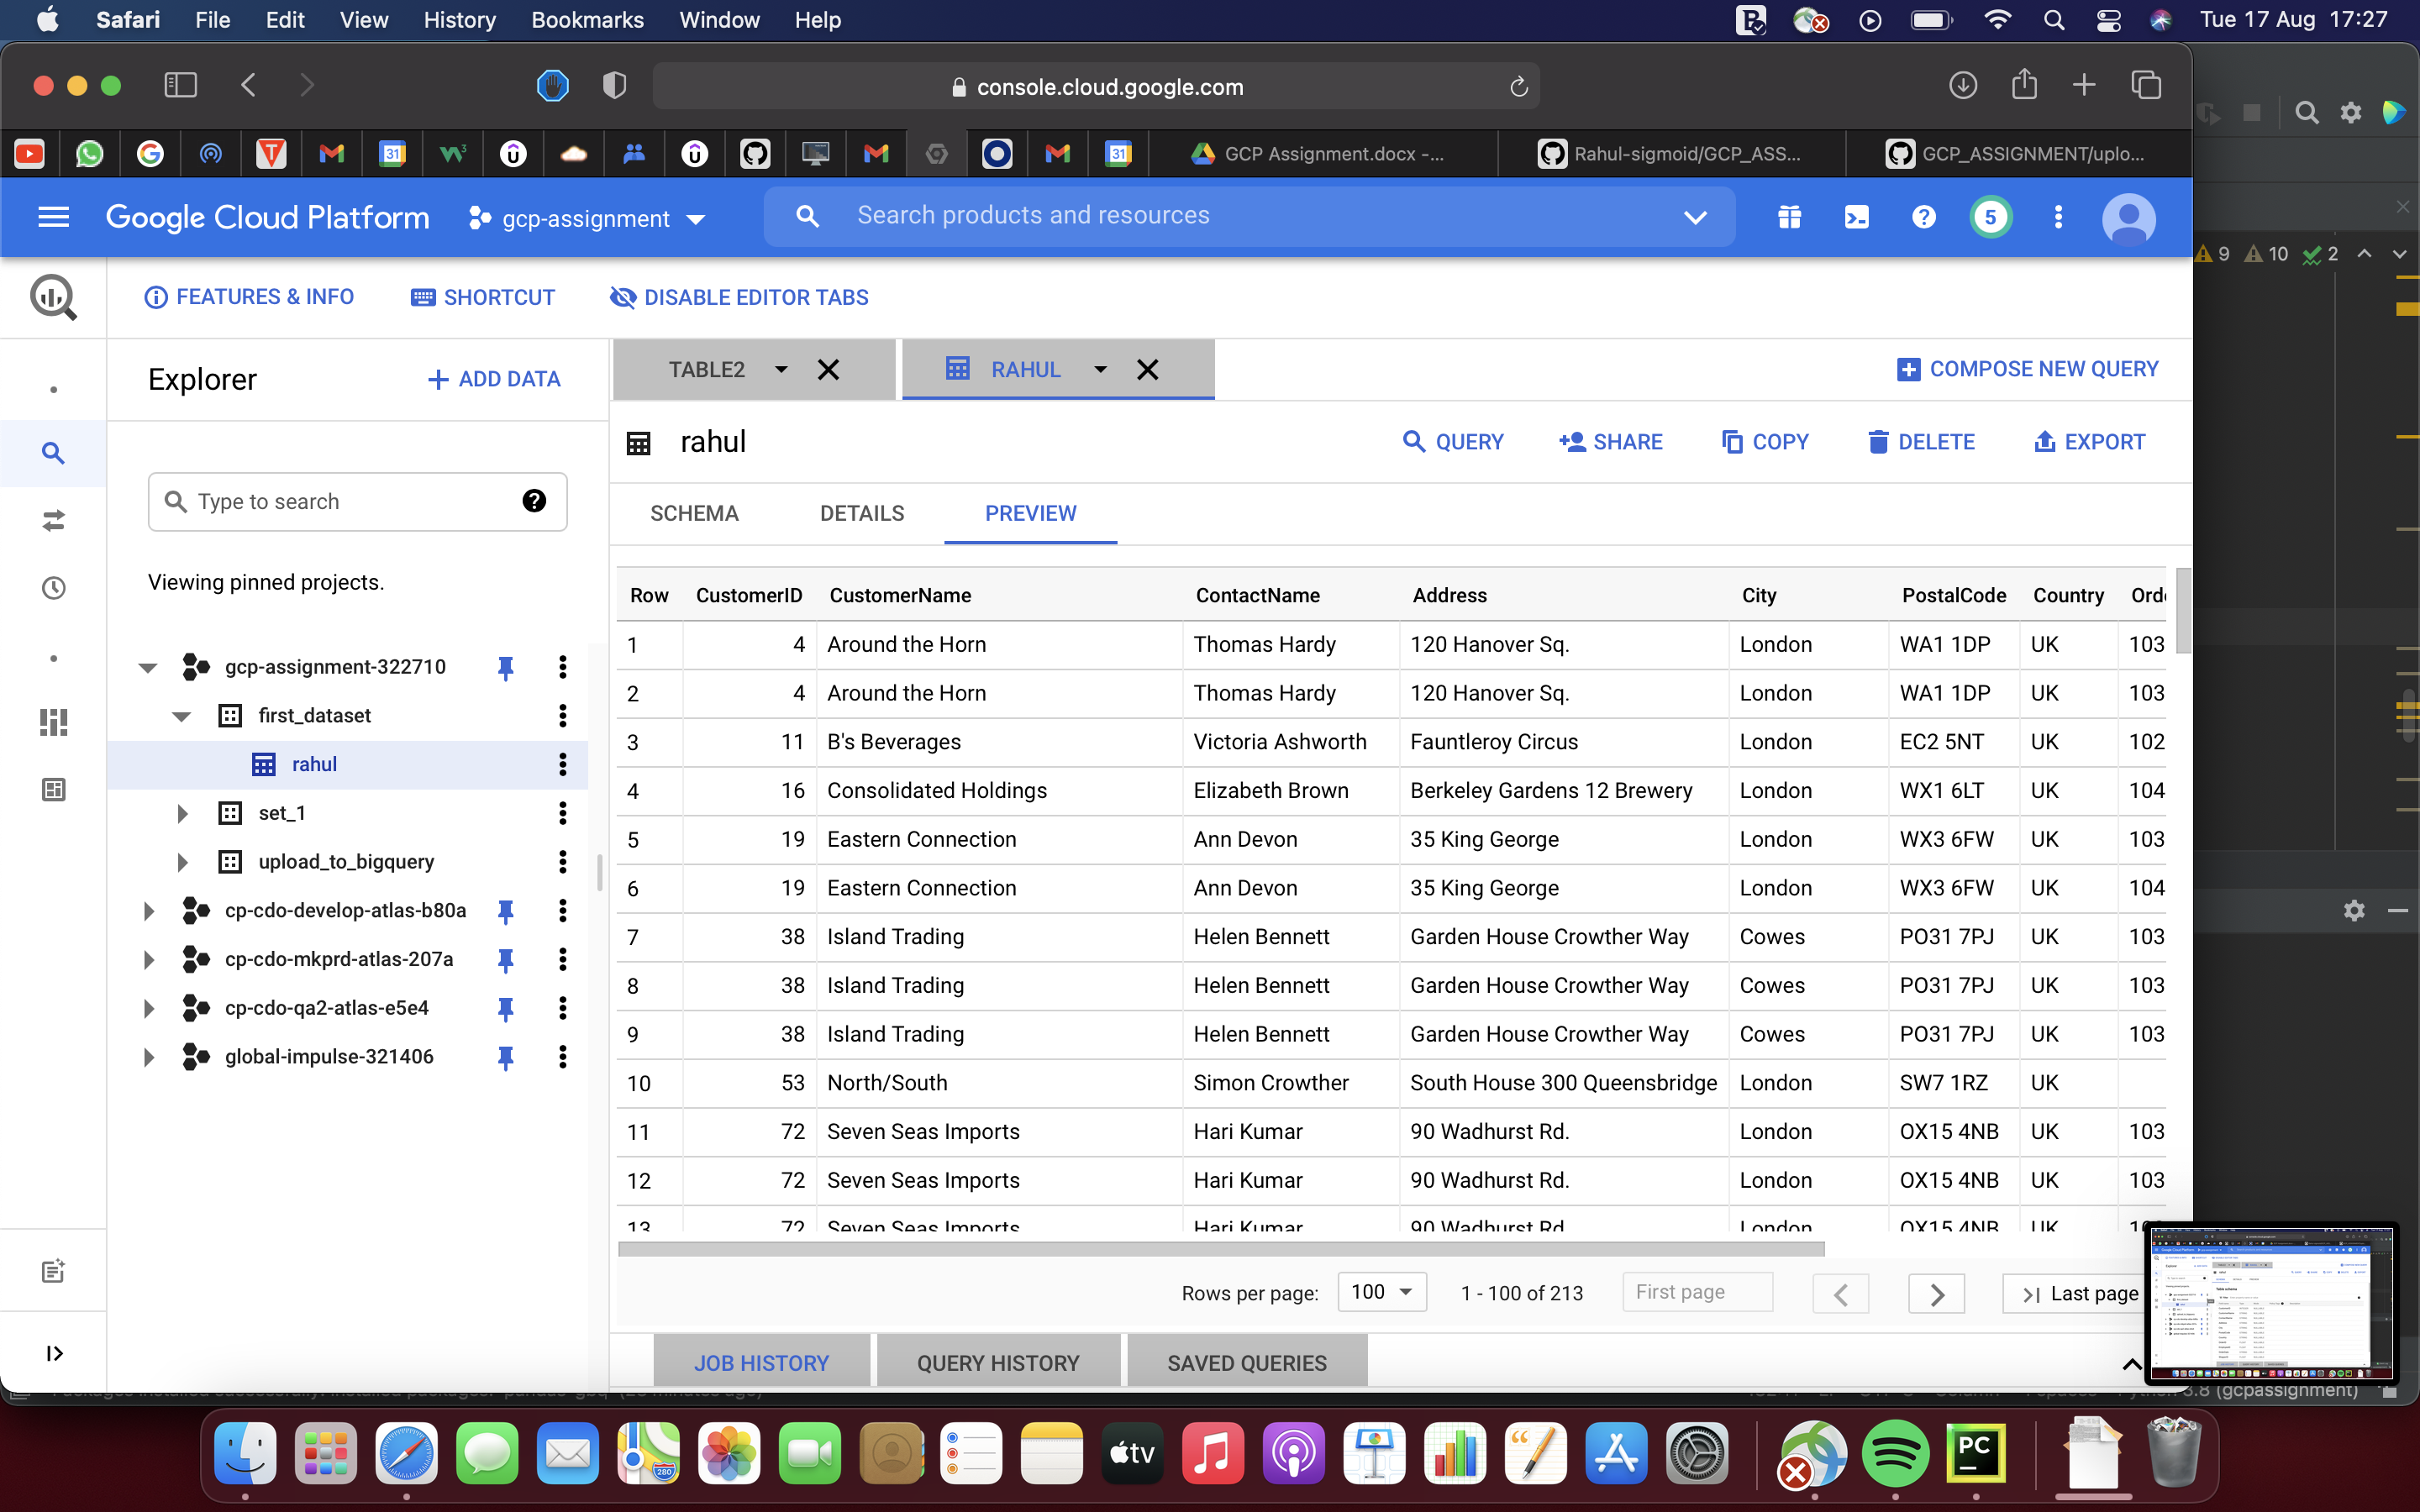 Safari File Edit View History Bookmarks Window Help Tue 17 Aug 17:27
console.cloud.google.com
GCP Assignment.docx -... Rahul-sigmoid/GCP_ASS... GCP_ASSIGNMENT/uplo...
Google Cloud Platform gcp-assignment Search products and resources 5
9 10 2
FEATURES & INFO SHORTCUT DISABLE EDITOR TABS
Explorer + ADD DATA
TABLE2 RAHUL COMPOSE NEW QUERY
rahul QUERY SHARE COPY DELETE EXPORT
Type to search
SCHEMA DETAILS PREVIEW
Viewing pinned projects.
gcp-assignment-322710
first_dataset
rahul
set_1
upload_to_bigquery
cp-cdo-develop-atlas-b80a
cp-cdo-mkprd-atlas-207a
cp-cdo-qa2-atlas-e5e4
global-impulse-321406
Row CustomerID CustomerName ContactName Address City PostalCode Country Orde
1 4 Around the Horn Thomas Hardy 120 Hanover Sq. London WA1 1DP UK 103
2 4 Around the Horn Thomas Hardy 120 Hanover Sq. London WA1 1DP UK 103
3 11 B's Beverages Victoria Ashworth Fauntleroy Circus London EC2 5NT UK 102
4 16 Consolidated Holdings Elizabeth Brown Berkeley Gardens 12 Brewery London WX1 6LT UK 104
5 19 Eastern Connection Ann Devon 35 King George London WX3 6FW UK 103
6 19 Eastern Connection Ann Devon 35 King George London WX3 6FW UK 104
7 38 Island Trading Helen Bennett Garden House Crowther Way Cowes PO31 7PJ UK 103
8 38 Island Trading Helen Bennett Garden House Crowther Way Cowes PO31 7PJ UK 103
9 38 Island Trading Helen Bennett Garden House Crowther Way Cowes PO31 7PJ UK 103
10 53 North/South Simon Crowther South House 300 Queensbridge London SW7 1RZ UK
11 72 Seven Seas Imports Hari Kumar 90 Wadhurst Rd. London OX15 4NB UK 103
12 72 Seven Seas Imports Hari Kumar 90 Wadhurst Rd. London OX15 4NB UK 103
13 72 Seven Seas Imports Hari Kumar 90 Wadhurst Rd London OX15 4NB UK
Rows per page: 100 1 - 100 of 213 First page Last page
JOB HISTORY QUERY HISTORY SAVED QUERIES
3.8 (gcpassignment)
tv
PC